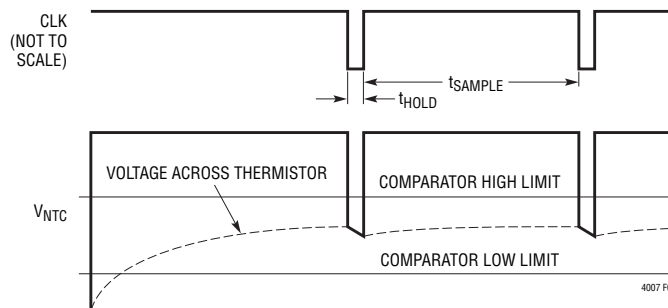 CLK
(NOT TO
SCALE)
tSAMPLE
tHOLD
VOLTAGE ACROSS THERMISTOR
COMPARATOR HIGH LIMIT
VNTC
COMPARATOR LOW LIMIT
4007 F